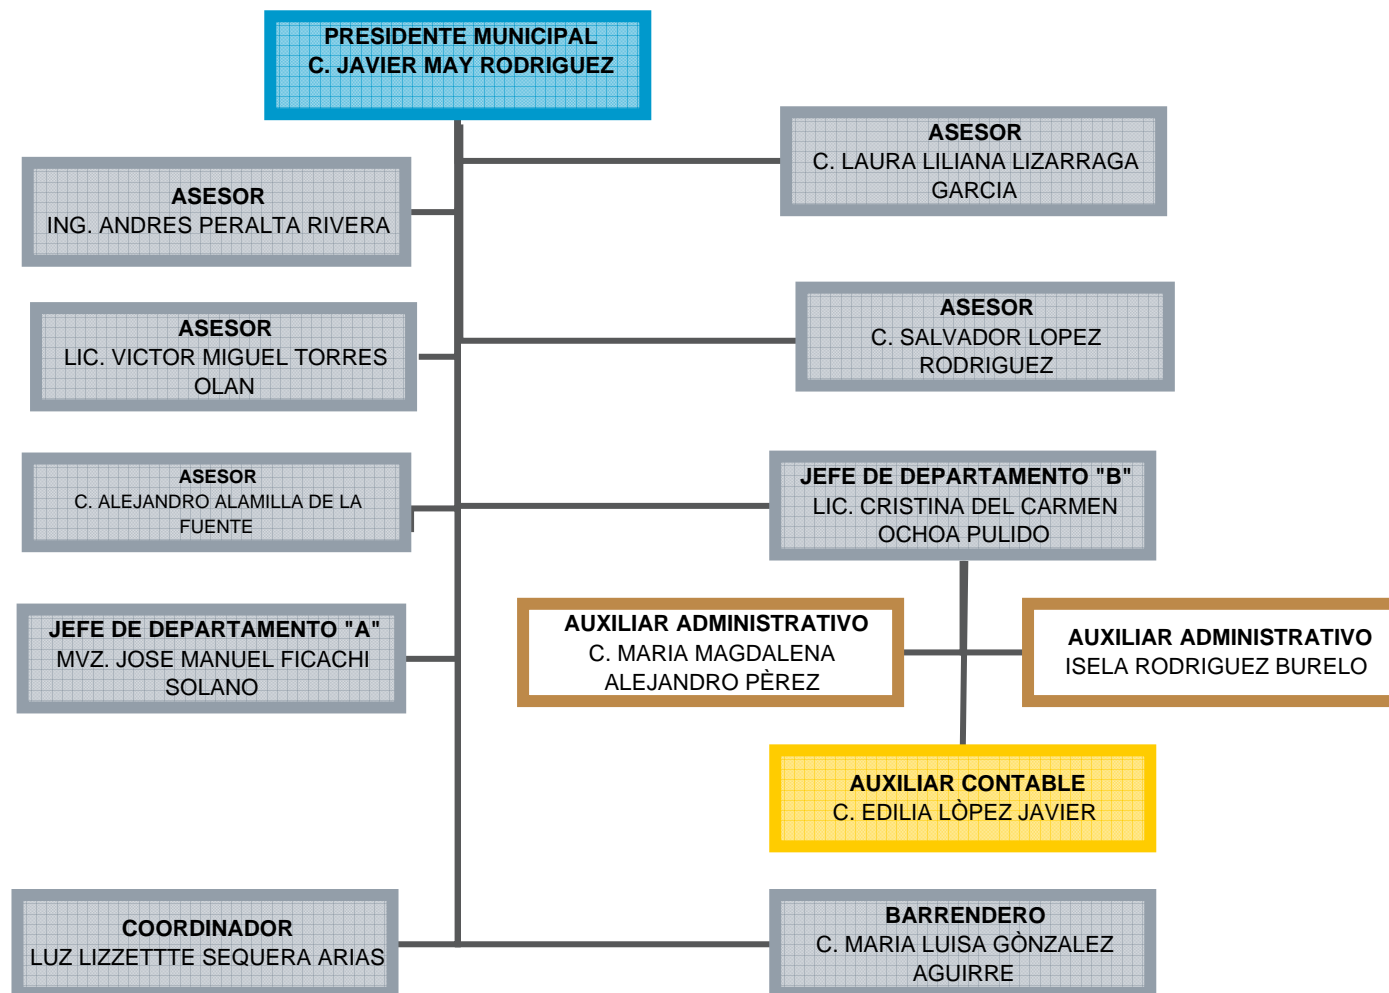 PRESIDENTE MUNICIPAL
C. JAVIER MAY RODRIGUEZ
ASESOR
C. LAURA LILIANA LIZARRAGA
GARCIA
ASESOR
ING. ANDRES PERALTA RIVERA
ASESOR
C. SALVADOR LOPEZ
RODRIGUEZ
ASESOR
LIC. VICTOR MIGUEL TORRES
OLAN
ASESOR
C. ALEJANDRO ALAMILLA DE LA
FUENTE
JEFE DE DEPARTAMENTO "B"
LIC. CRISTINA DEL CARMEN
OCHOA PULIDO
JEFE DE DEPARTAMENTO "A"
MVZ. JOSE MANUEL FICACHI
SOLANO
AUXILIAR ADMINISTRATIVO
C. MARIA MAGDALENA
ALEJANDRO PÈREZ
AUXILIAR ADMINISTRATIVO
ISELA RODRIGUEZ BURELO
AUXILIAR CONTABLE
C. EDILIA LÒPEZ JAVIER
COORDINADOR
LUZ LIZZETTTE SEQUERA ARIAS
BARRENDERO
C. MARIA LUISA GÒNZALEZ
AGUIRRE